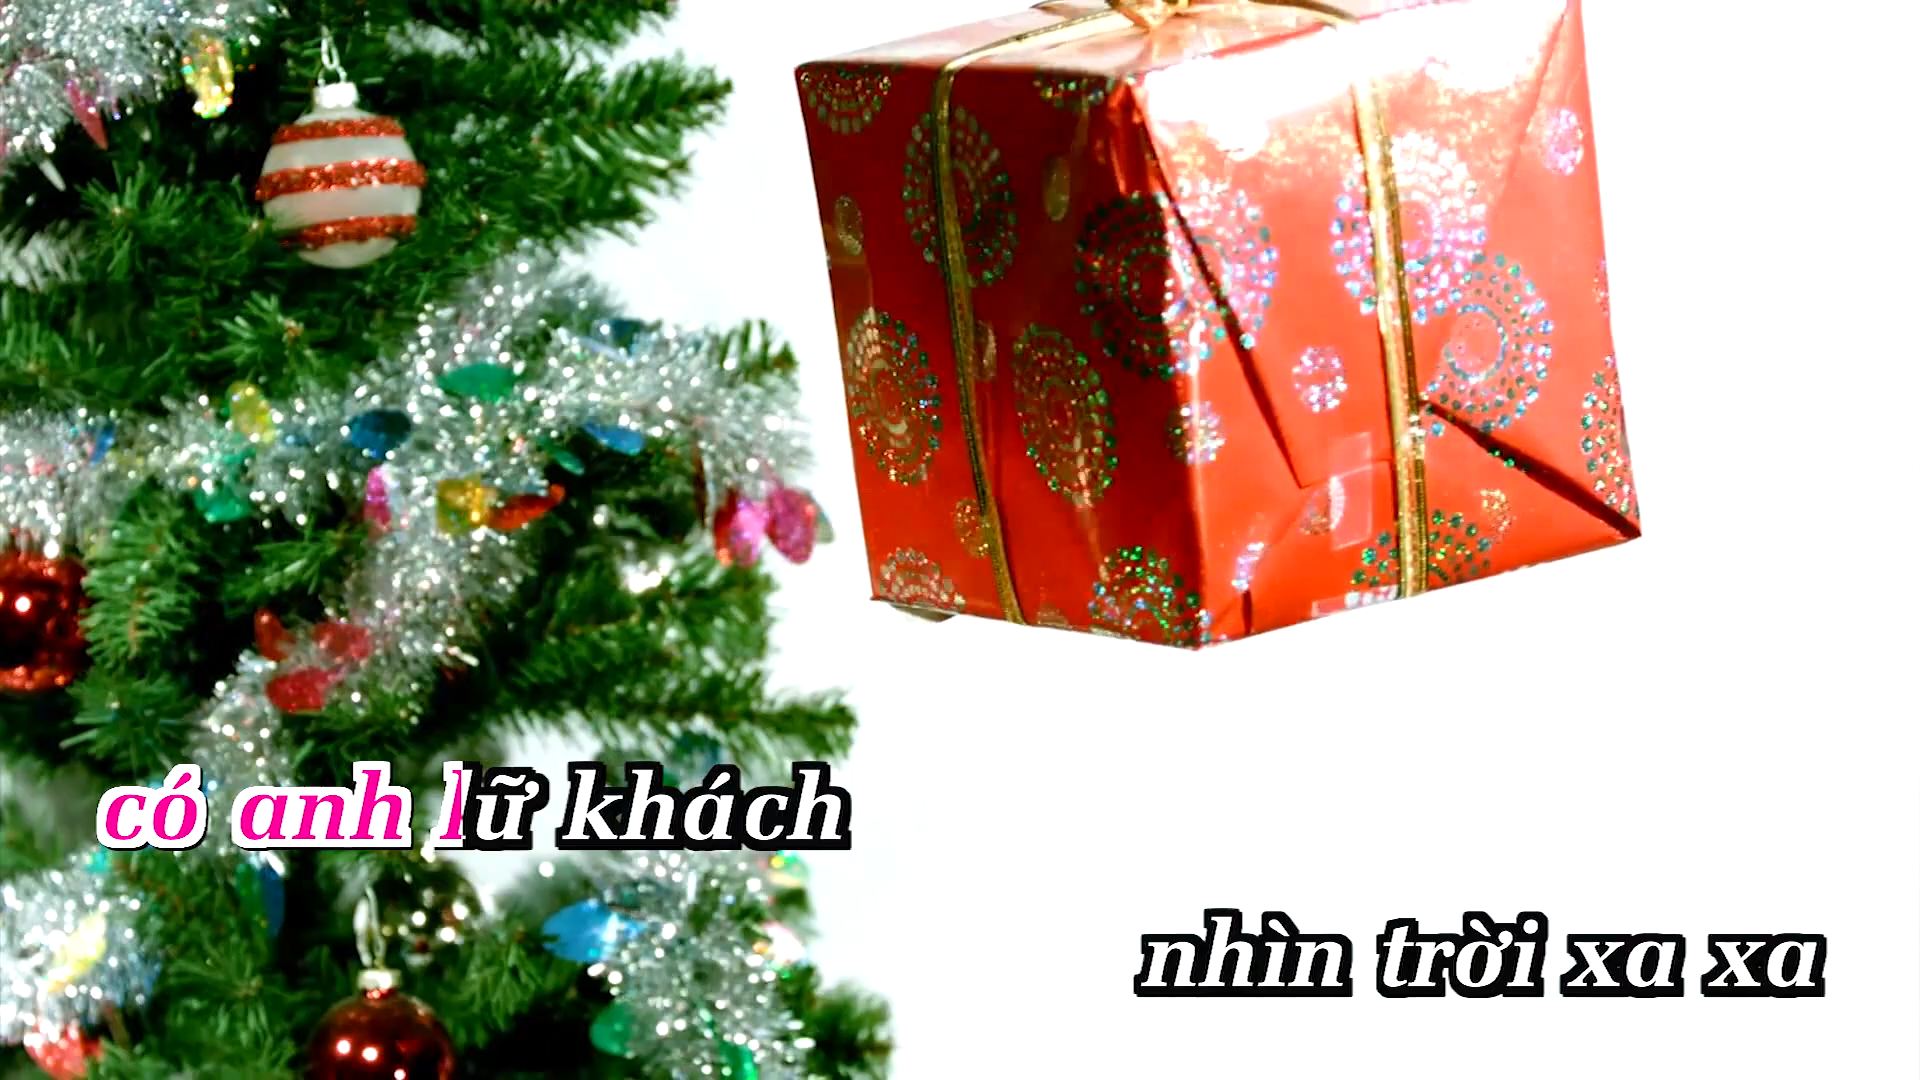 có anh lữ khách
nhìn trời xa xa